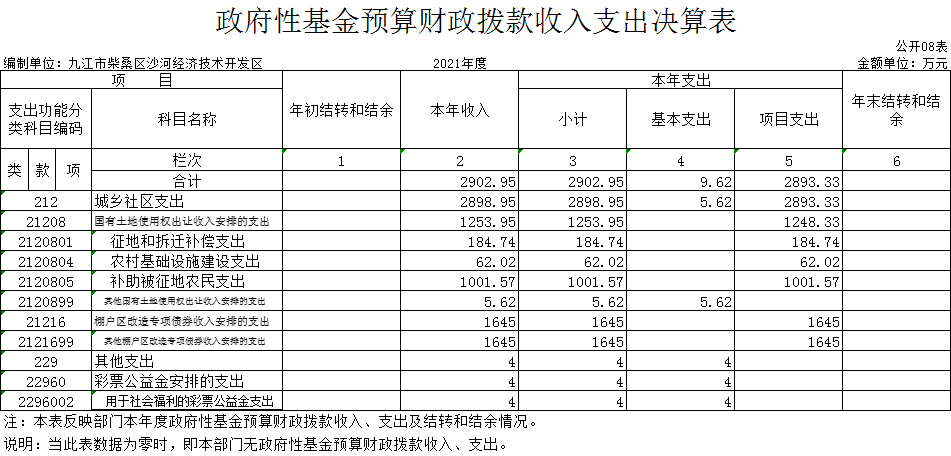 政府性基金预算财政拨款收入支出决算表
公开08表
编制单位：九江市柴桑区沙河经济技术开发区 2021年度 金额单位：万元
项 目 年初结转和结余 本年收入 本年支出 年末结转和结余
支出功能分类科目编码 科目名称 小计 基本支出 项目支出
类 款 项 栏次 1 2 3 4 5 6
合计 2902.95 2902.95 9.62 2893.33
212 城乡社区支出 2898.95 2898.95 5.62 2893.33
21208 国有土地使用权出让收入安排的支出 1253.95 1253.95 1248.33
2120801 征地和拆迁补偿支出 184.74 184.74 184.74
2120804 农村基础设施建设支出 62.02 62.02 62.02
2120805 补助被征地农民支出 1001.57 1001.57 1001.57
2120899 其他国有土地使用权出让收入安排的支出 5.62 5.62 5.62
21216 棚户区改造专项债券收入安排的支出 1645 1645 1645
2121699 其他棚户区改造专项债券收入安排的支出 1645 1645 1645
229 其他支出 4 4 4
22960 彩票公益金安排的支出 4 4 4
2296002 用于社会福利的彩票公益金支出 4 4 4
注：本表反映部门本年度政府性基金预算财政拨款收入、支出及结转和结余情况。
说明：当此表数据为零时，即本部门无政府性基金预算财政拨款收入、支出。